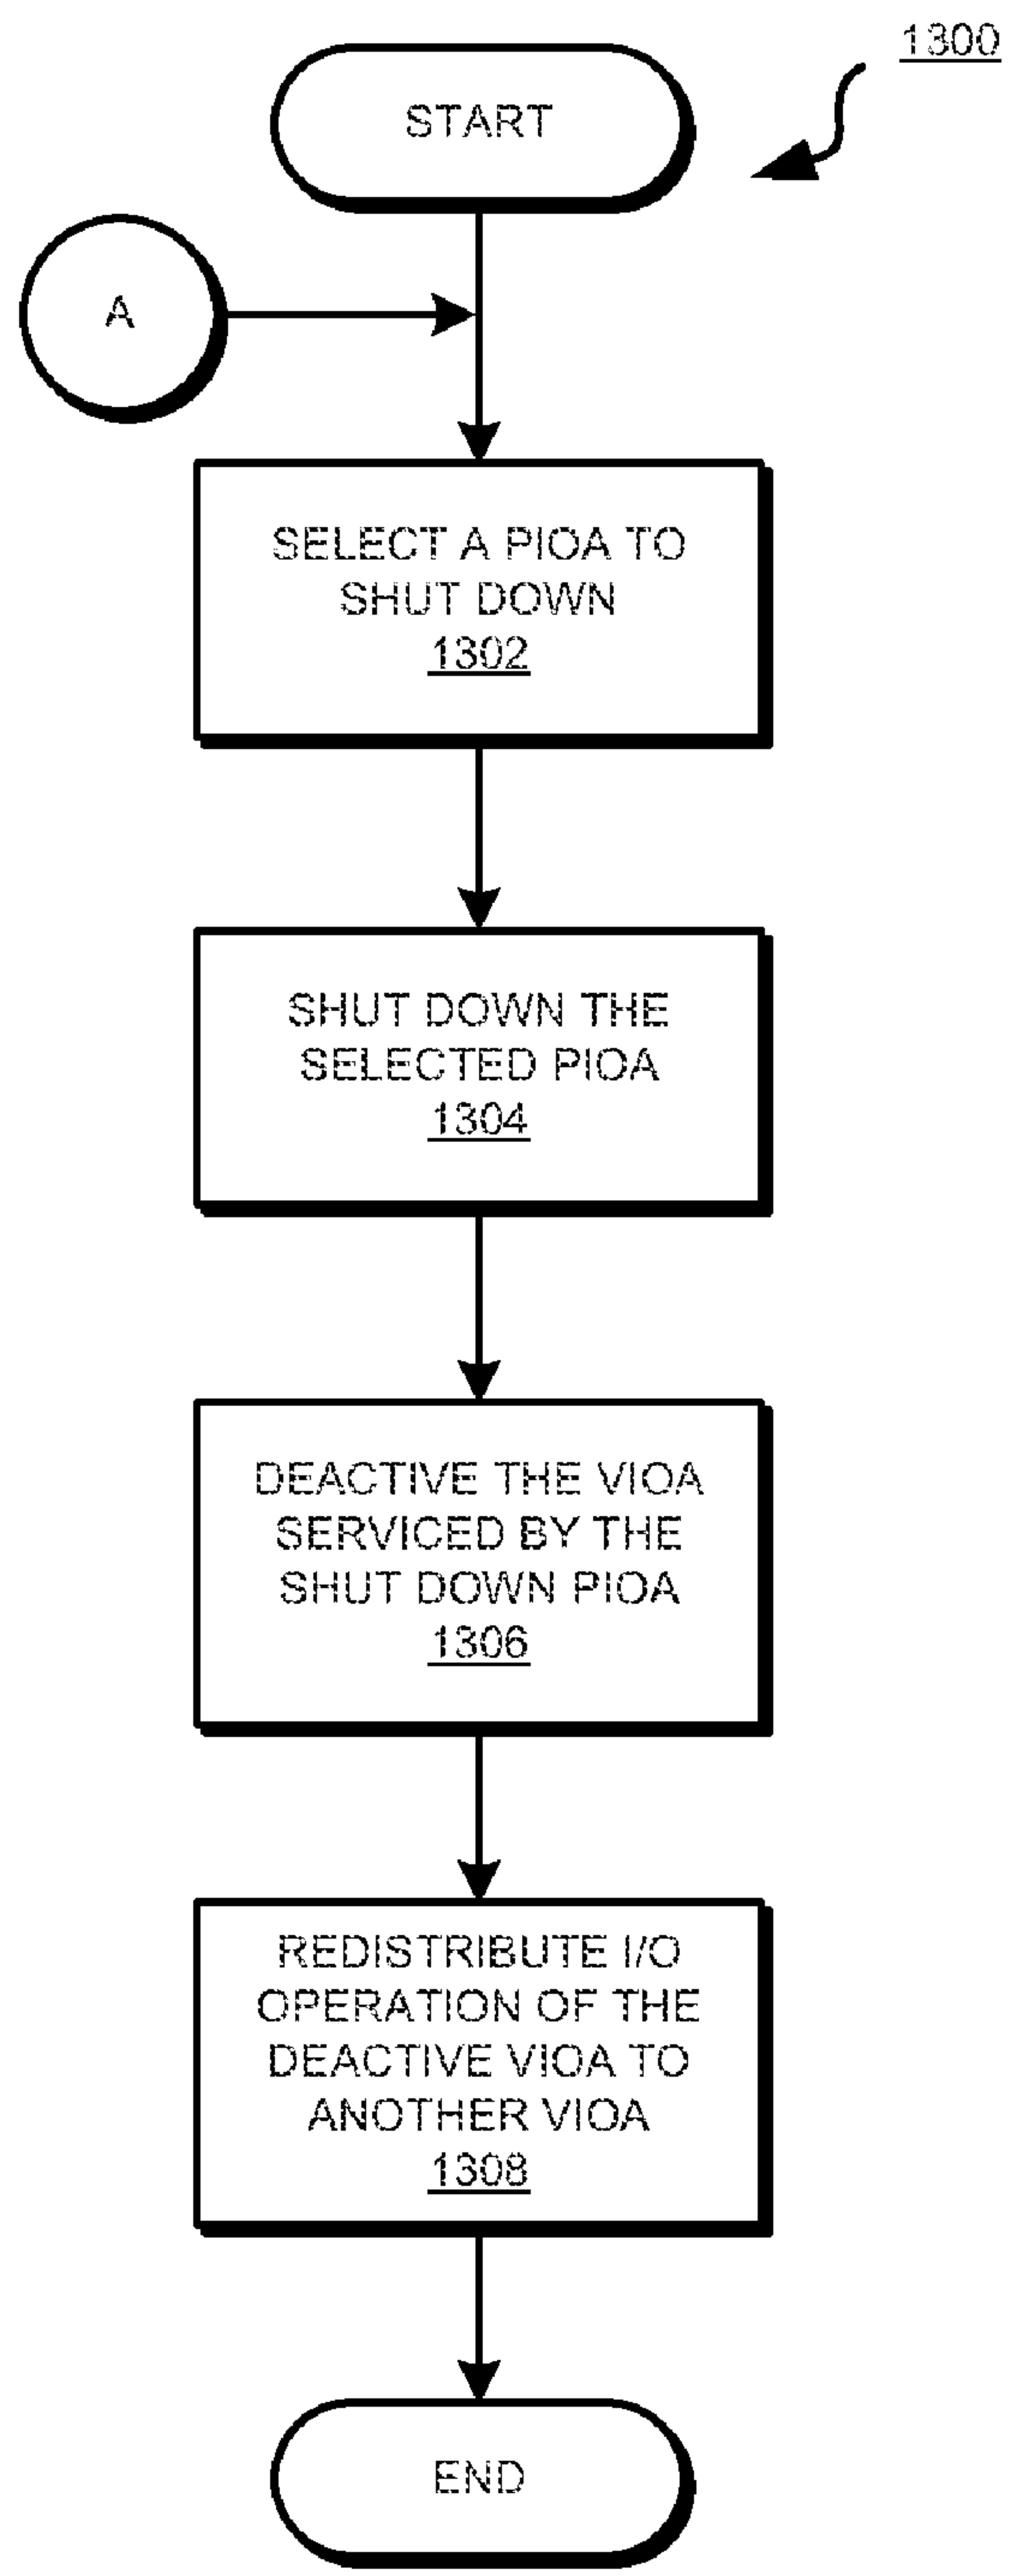 1300
START
A
SELECT A PIOA TO
SHUT DOWN
1302
SHUT DOWN THE
SELECTED PIOA
1304
DEACTIVE THE VIOA
SERVICED BY THE
SHUT DOWN PIOA
1306
REDISTRIBUTE I/O
OPERATION OF THE
DEACTIVE VIOA TO
ANOTHER VIOA
1308
END